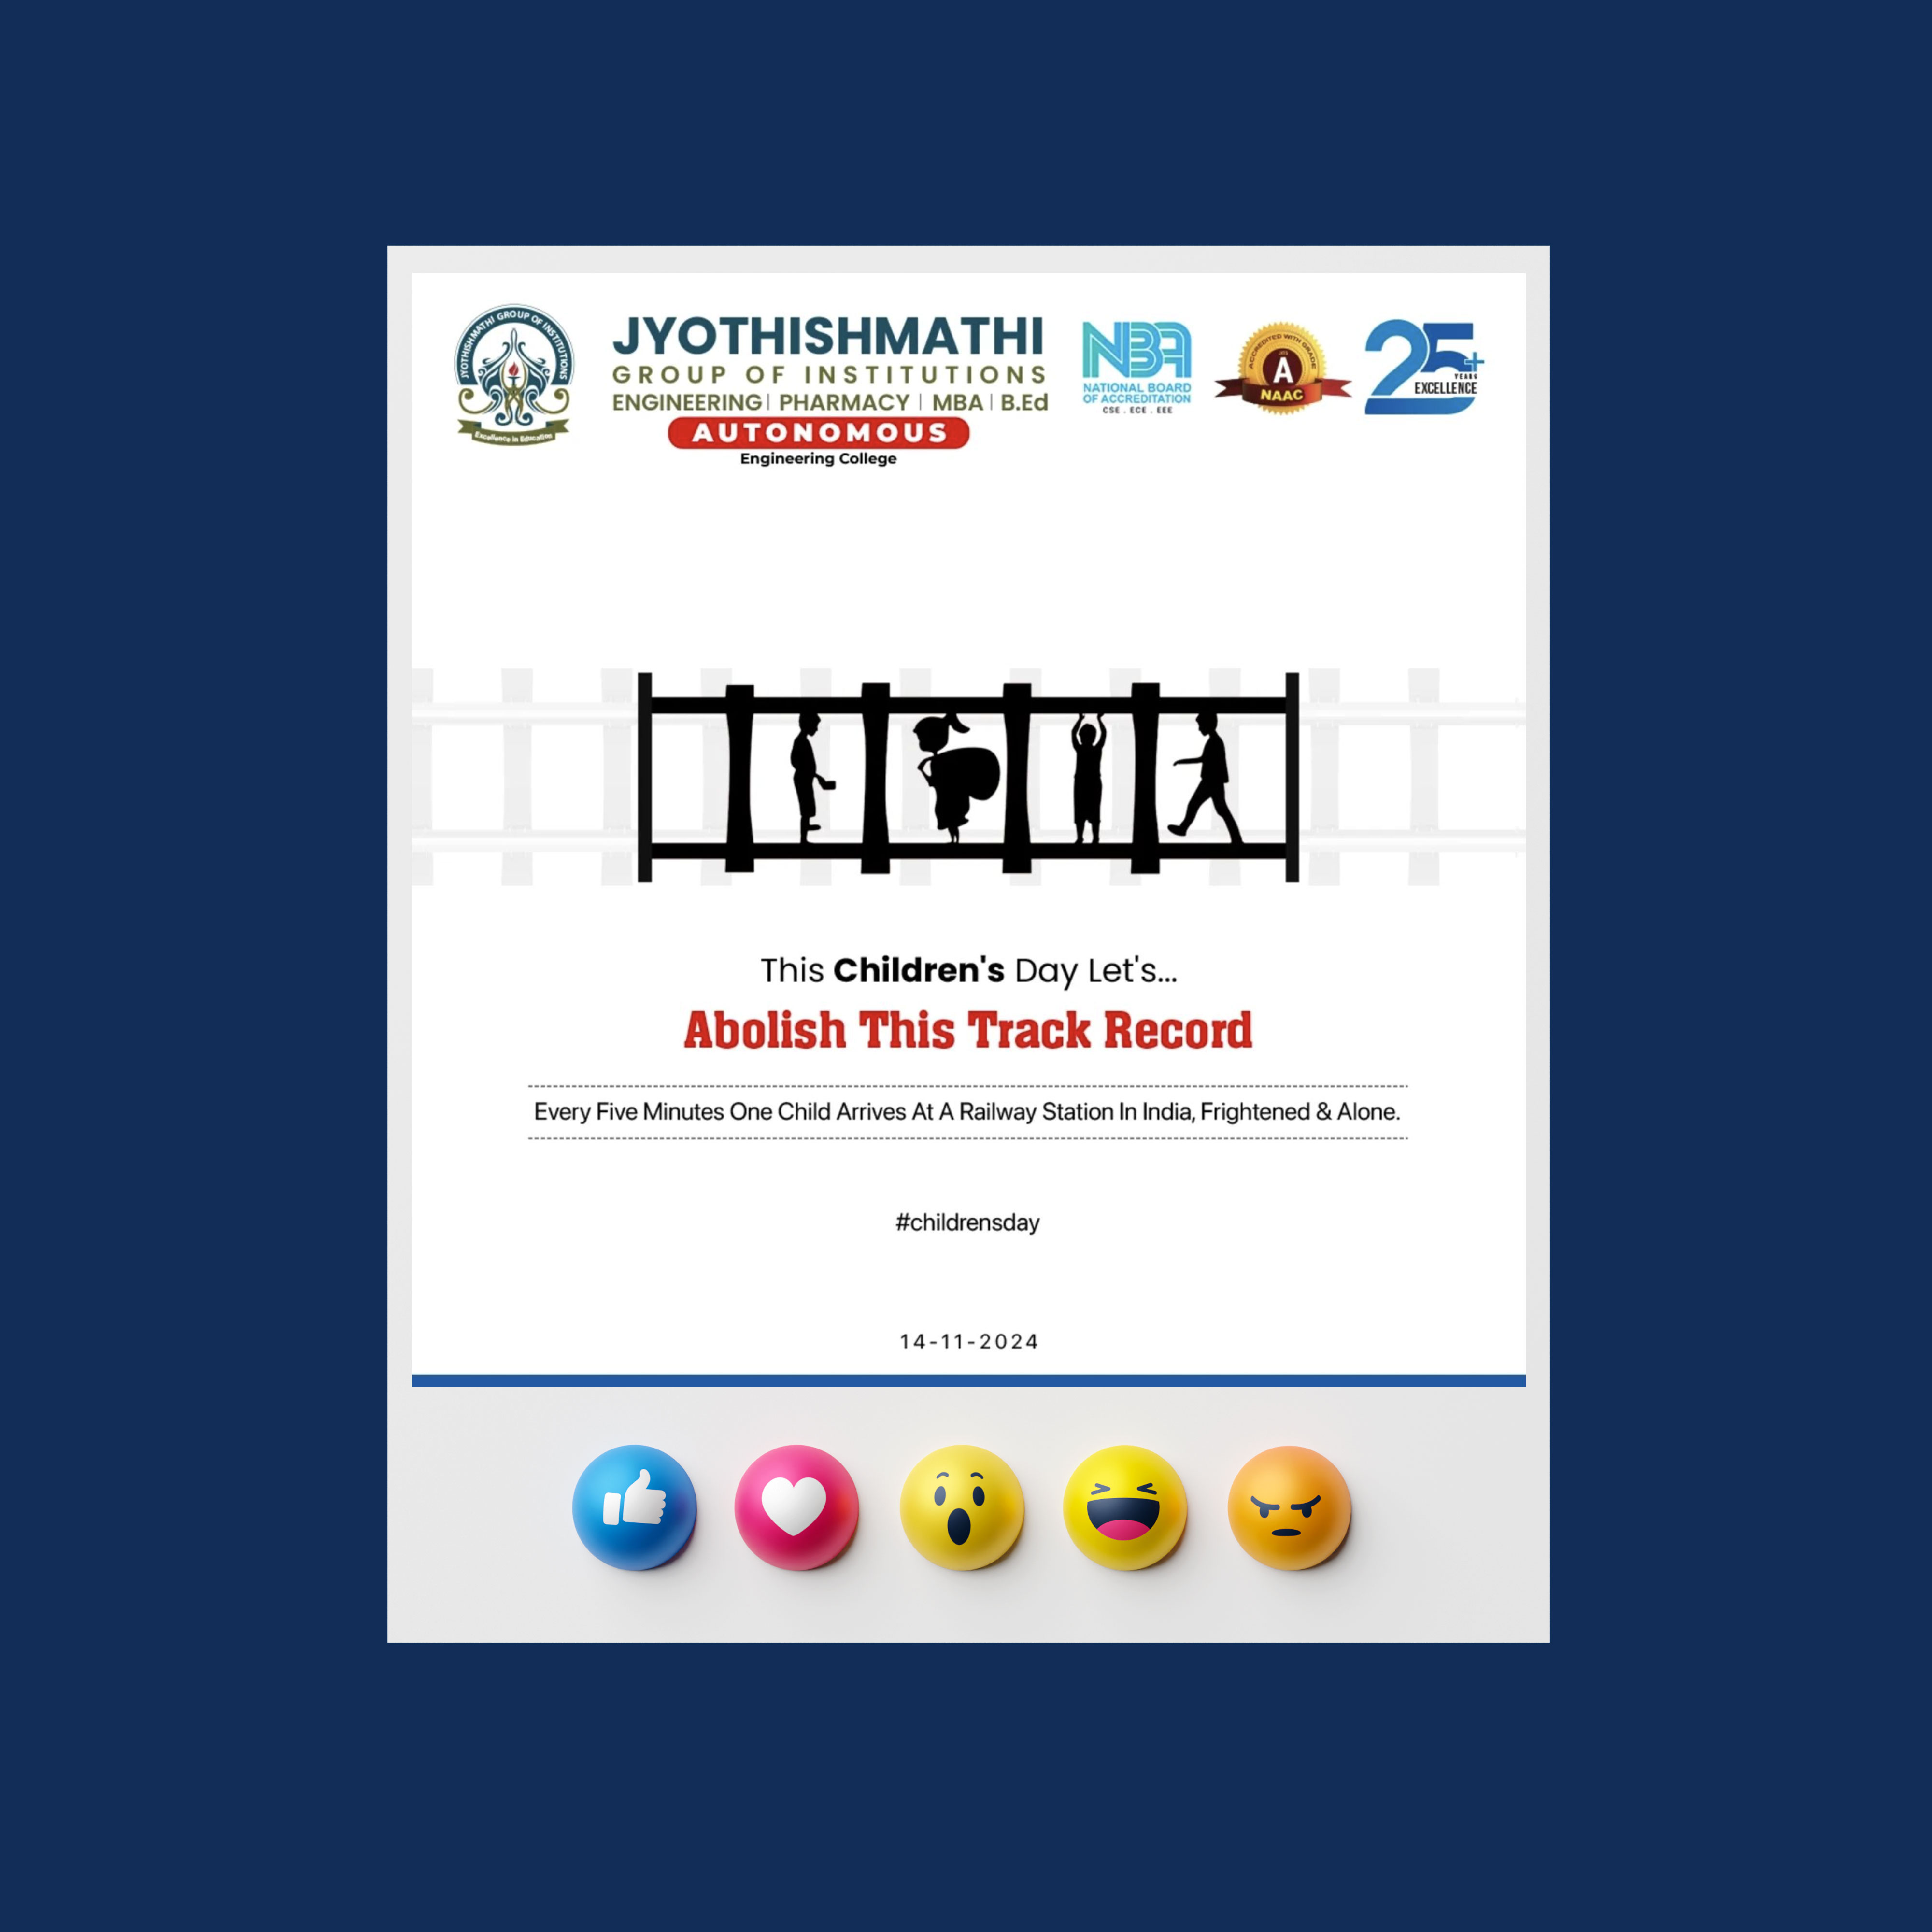 JYOTHISHMATHI GROUP OF INSTITUTIONS
Excellence in Education
JYOTHISHMATHI
GROUP OF INSTITUTIONS
ENGINEERING | PHARMACY | MBA | B.Ed
AUTONOMOUS
Engineering College
NBA
NATIONAL BOARD
OF ACCREDITATION
CSE . ECE . EEE
ACCREDITED WITH GRADE
A
NAAC
25+
YEARS
EXCELLENCE
This Children's Day Let's...
Abolish This Track Record
Every Five Minutes One Child Arrives At A Railway Station In India, Frightened & Alone.
#childrensday
14-11-2024